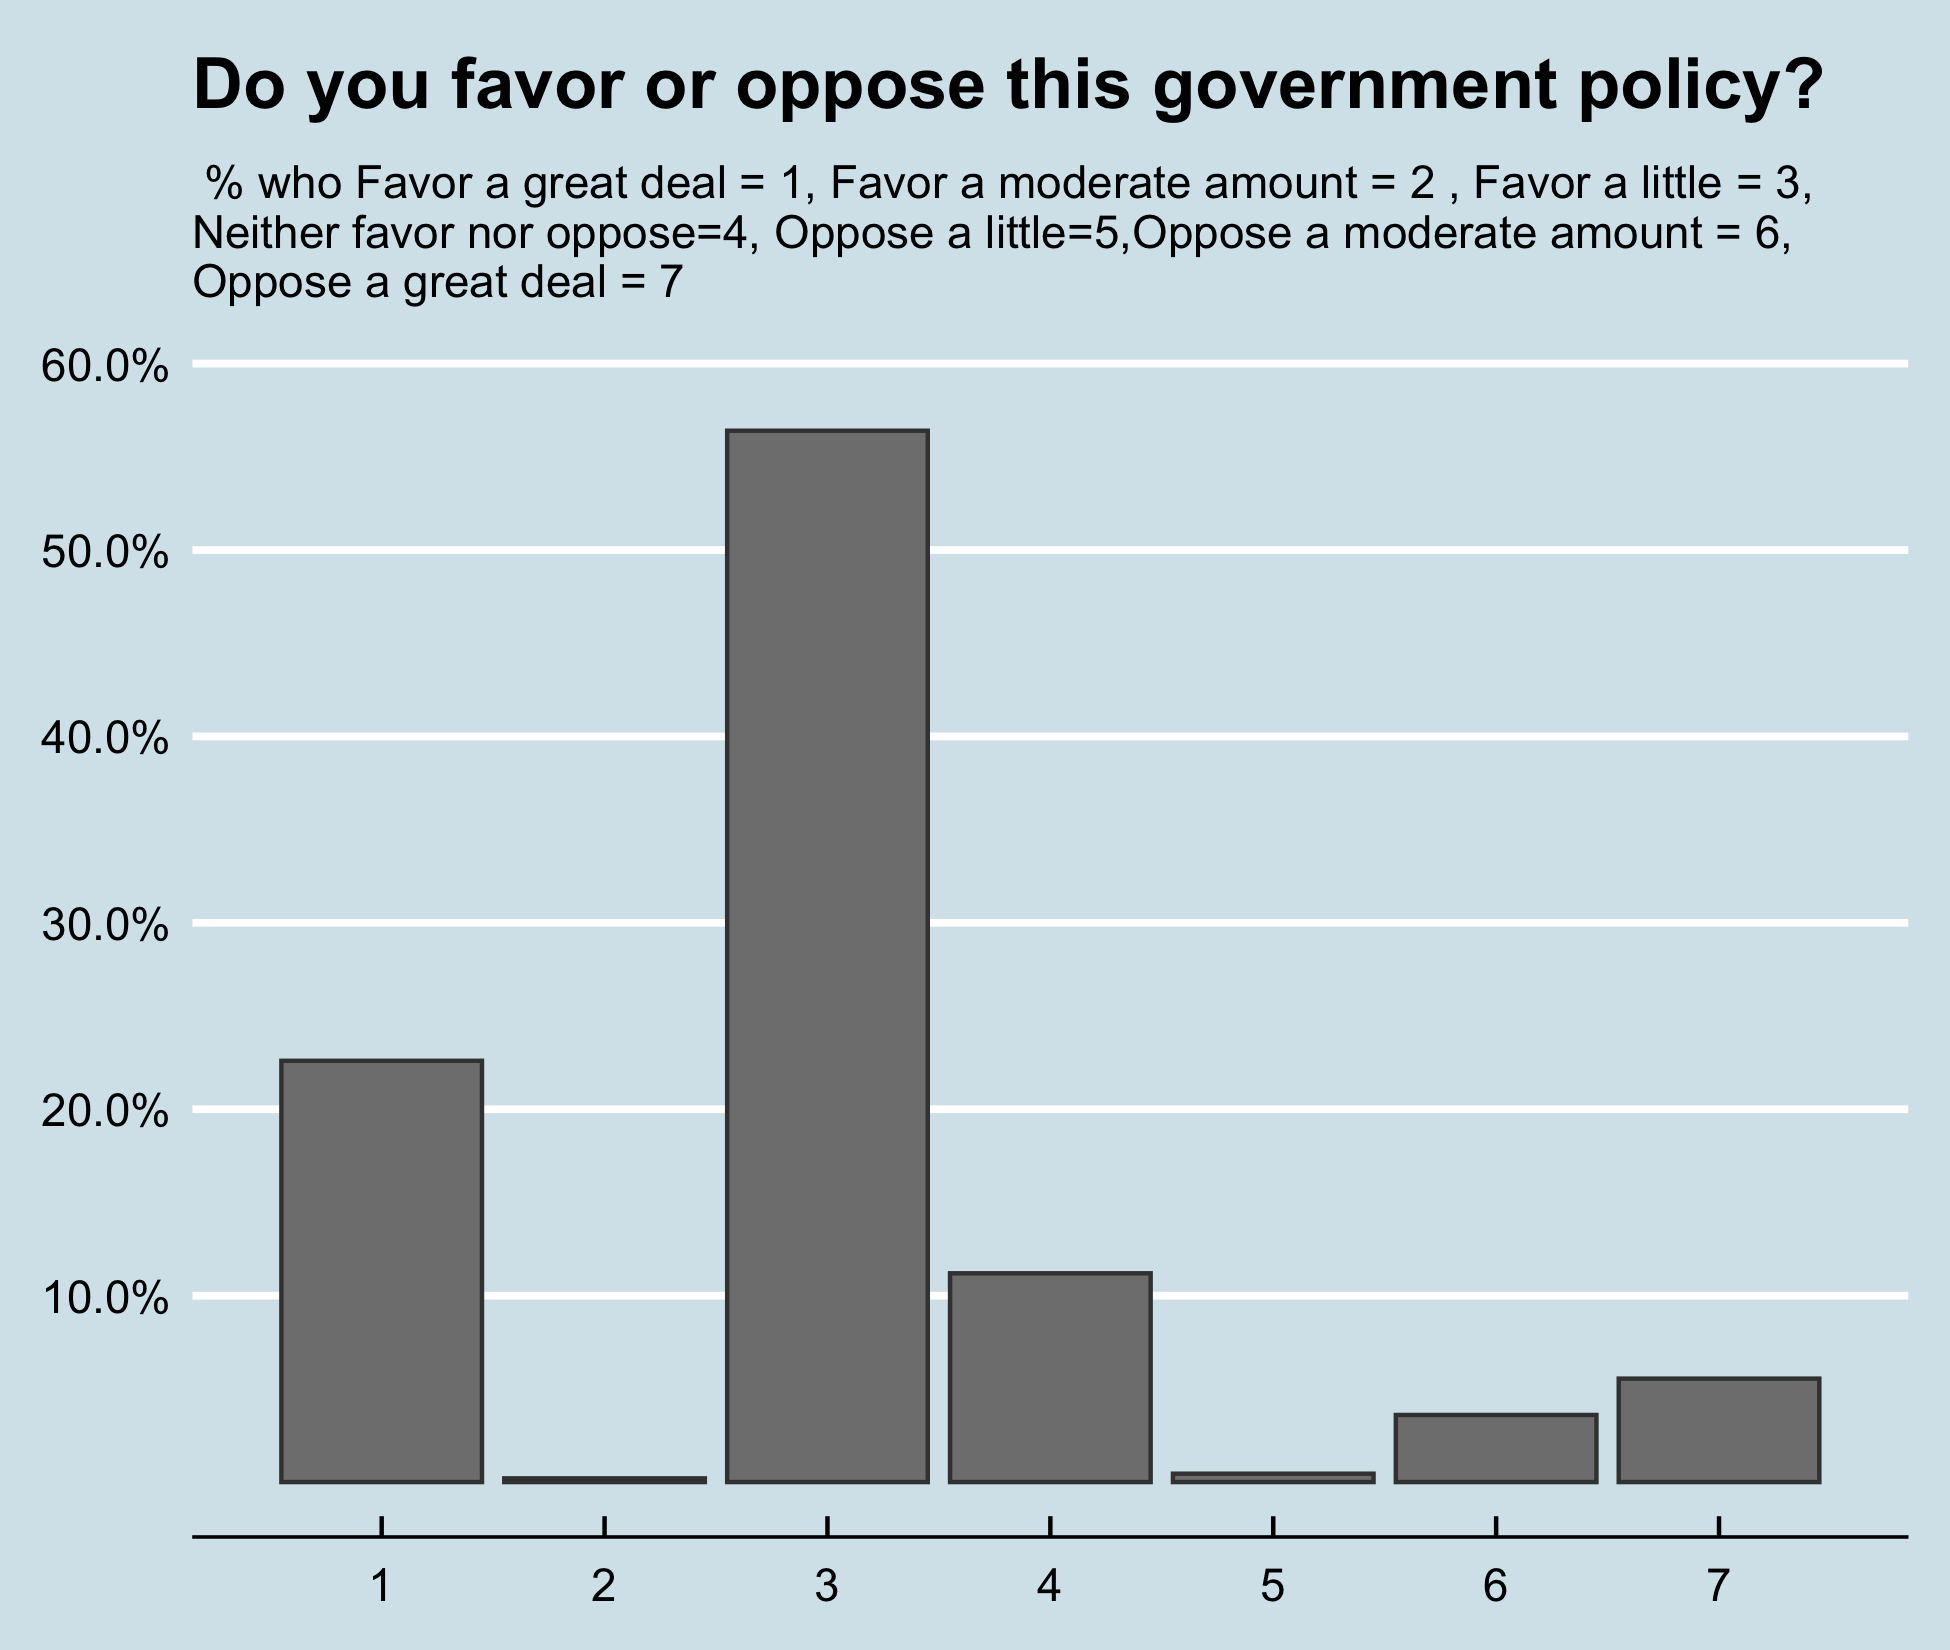 Do you favor or oppose this government policy?
% who Favor a great deal = 1, Favor a moderate amount = 2 , Favor a little = 3,
Neither favor nor oppose=4, Oppose a little=5,Oppose a moderate amount = 6,
Oppose a great deal = 7
60.0%
50.0%
40.0%
30.0%
20.0%
10.0%
1 2 3 4 5 6 7